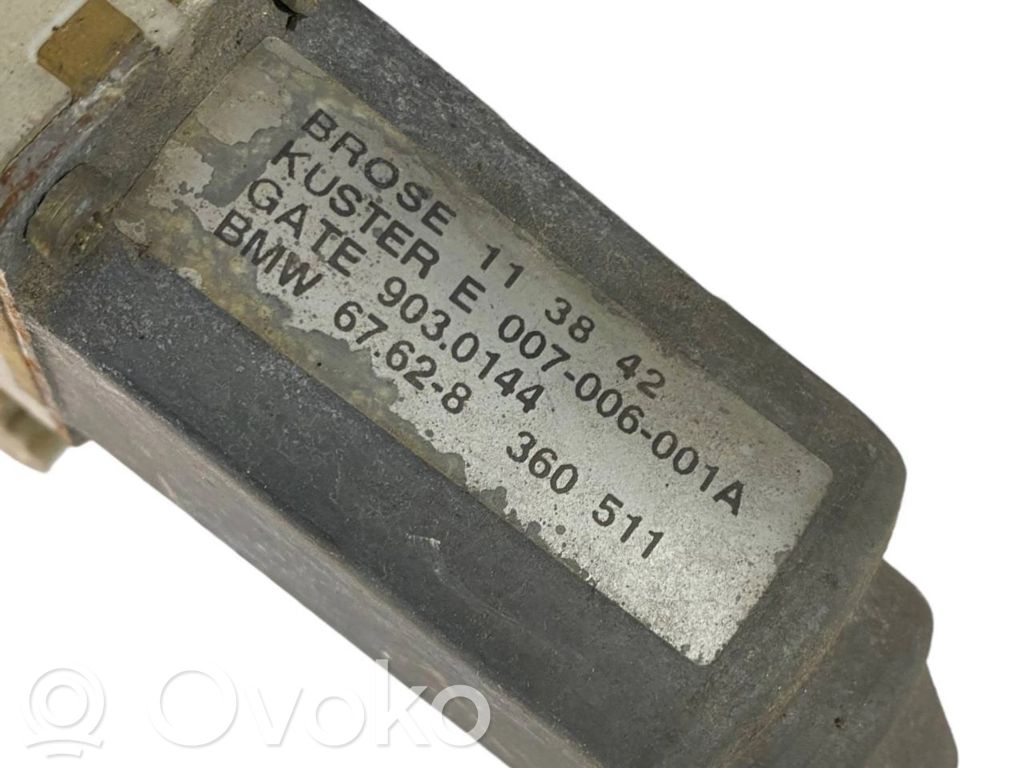 BROSE 11 38 42
KUSTER E 007-006-001A
GATE 903.0144
BMW 67.62-8 360 511
Ovoko